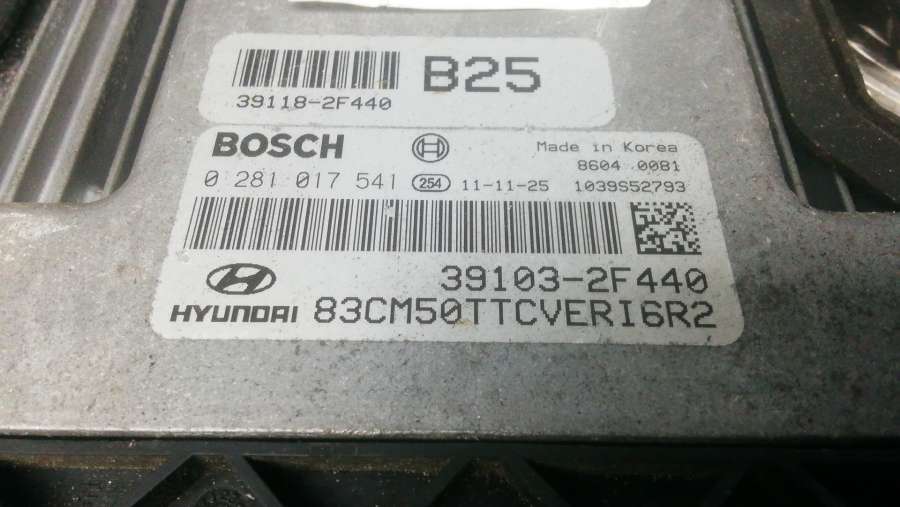 B25
39118-2F440
BOSCH
Made in Korea
8604 0081
0 281 017 541 254 11-11-25 1039S52793
39103-2F440
HYUNDAI 83CM50TTCVERI6R2